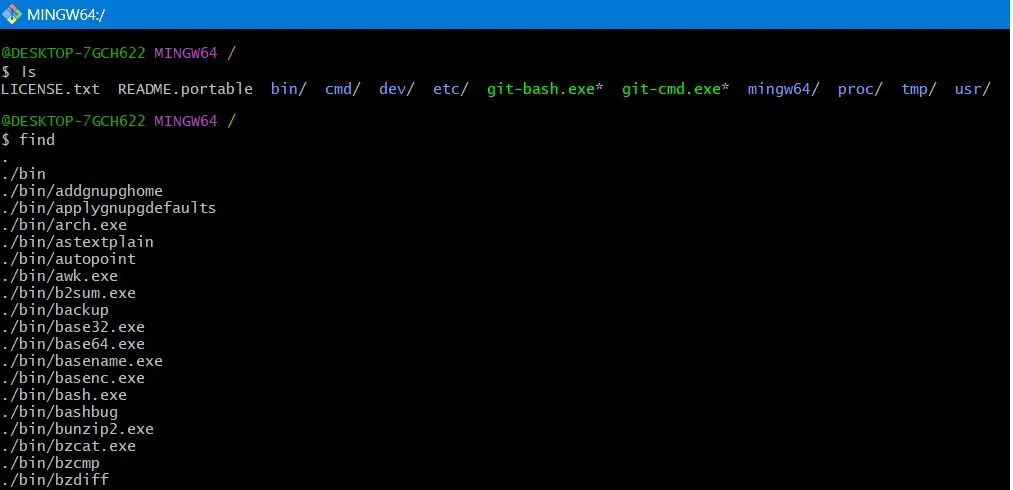 MINGW64:/
@DESKTOP-7GCH622 MINGW64 /
$ ls
LICENSE.txt  README.portable  bin/  cmd/  dev/  etc/  git-bash.exe*  git-cmd.exe*  mingw64/  proc/  tmp/  usr/
@DESKTOP-7GCH622 MINGW64 /
$ find
.
./bin
./bin/addgnupghome
./bin/applygnupgdefaults
./bin/arch.exe
./bin/astextplain
./bin/autopoint
./bin/awk.exe
./bin/b2sum.exe
./bin/backup
./bin/base32.exe
./bin/base64.exe
./bin/basename.exe
./bin/basenc.exe
./bin/bash.exe
./bin/bashbug
./bin/bunzip2.exe
./bin/bzcat.exe
./bin/bzcmp
./bin/bzdiff